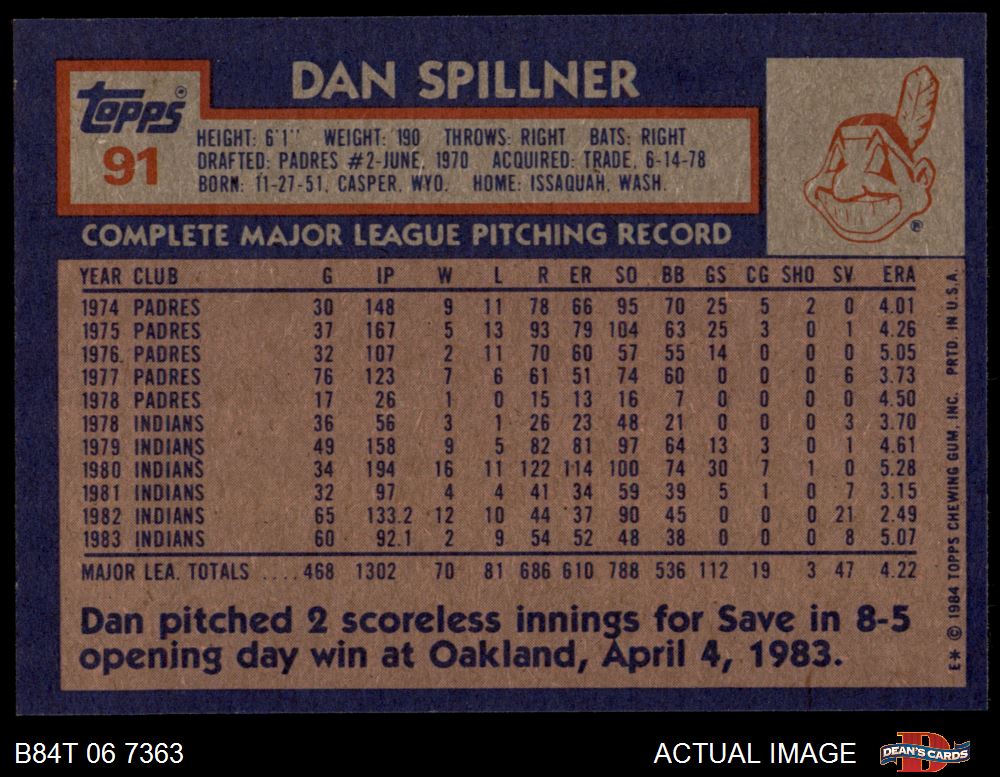 DAN SPILLNER
Topps
91
HEIGHT: 6'1" WEIGHT: 190 THROWS: RIGHT BATS: RIGHT
DRAFTED: PADRES #2-JUNE, 1970 ACQUIRED: TRADE, 6-14-78
BORN: 11-27-51, CASPER, WYO. HOME: ISSAQUAH, WASH.
®
COMPLETE MAJOR LEAGUE PITCHING RECORD
YEAR CLUB G IP W L R ER SO BB GS CG SHO SV ERA
1974 PADRES 30 148 9 11 78 66 95 70 25 5 2 0 4.01
1975 PADRES 37 167 5 13 93 79 104 63 25 3 0 1 4.26
1976 PADRES 32 107 2 11 70 60 57 55 14 0 0 0 5.05
1977 PADRES 76 123 7 6 61 51 74 60 0 0 0 6 3.73
1978 PADRES 17 26 1 0 15 13 16 7 0 0 0 0 4.50
1978 INDIANS 36 56 3 1 26 23 48 21 0 0 0 3 3.70
1979 INDIANS 49 158 9 5 82 81 97 64 13 3 0 1 4.61
1980 INDIANS 34 194 16 11 122 114 100 74 30 7 1 0 5.28
1981 INDIANS 32 97 4 4 41 34 59 39 5 1 0 7 3.15
1982 INDIANS 65 133.2 12 10 44 37 90 45 0 0 0 21 2.49
1983 INDIANS 60 92.1 2 9 54 52 48 38 0 0 0 8 5.07
MAJOR LEA. TOTALS ....468 1302 70 81 686 610 788 536 112 19 3 47 4.22
Dan pitched 2 scoreless innings for Save in 8-5
opening day win at Oakland, April 4, 1983.
E* © 1984 TOPPS CHEWING GUM, INC. PRTD. IN U.S.A.
B84T 06 7363
ACTUAL IMAGE
DEAN'S CARDS